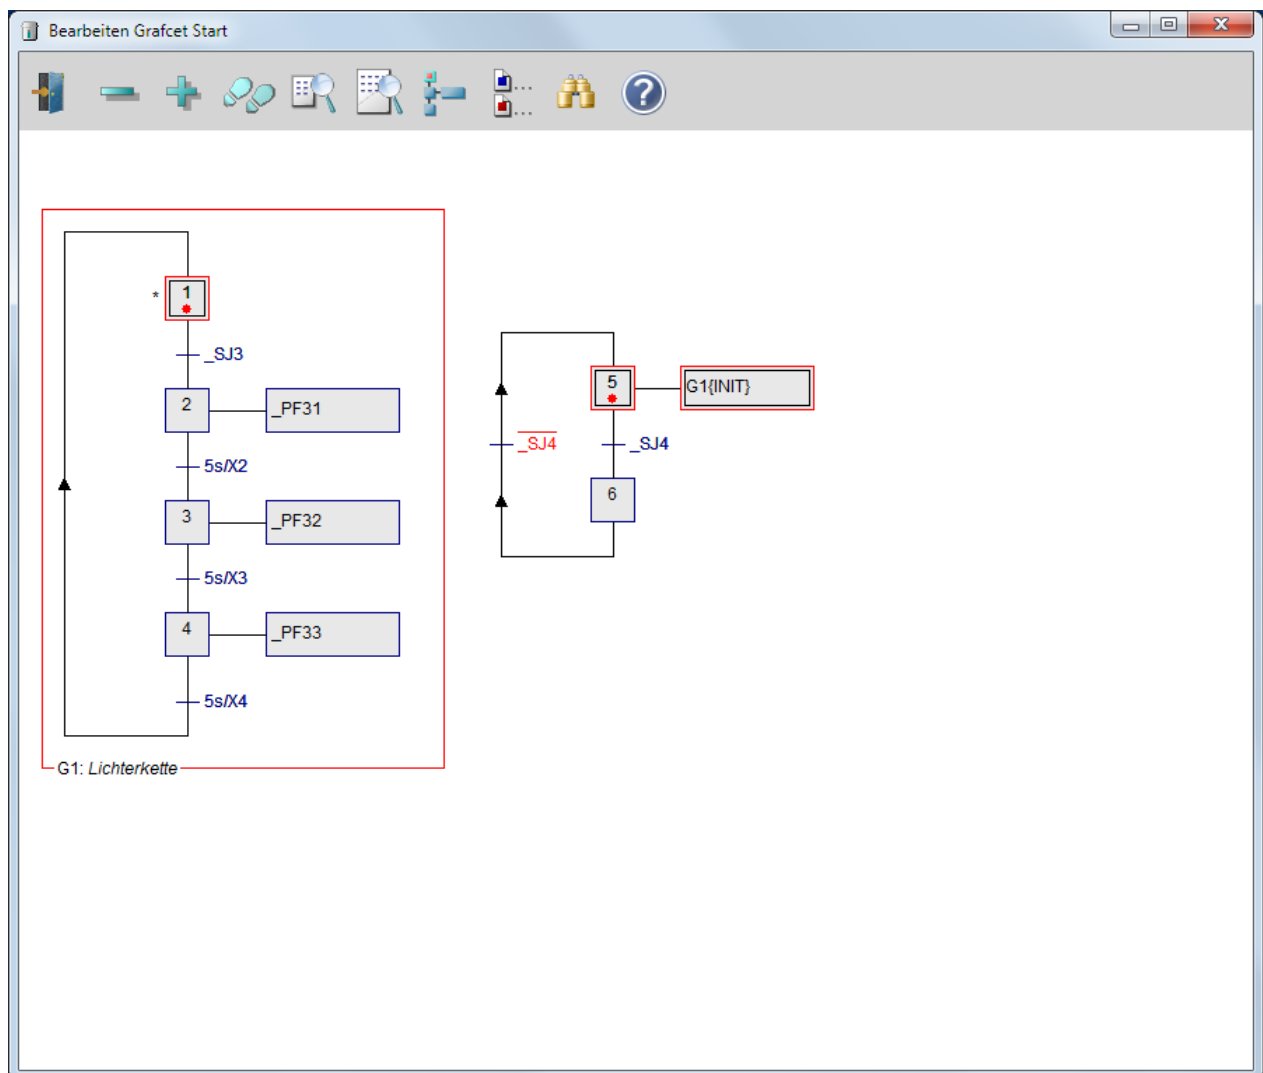 Bearbeiten Grafcet Start
*
1
_SJ3
2
_PF31
5s/X2
3
_PF32
5s/X3
4
_PF33
5s/X4
G1: Lichterkette
5
G1{INIT}
_SJ4
_SJ4
6